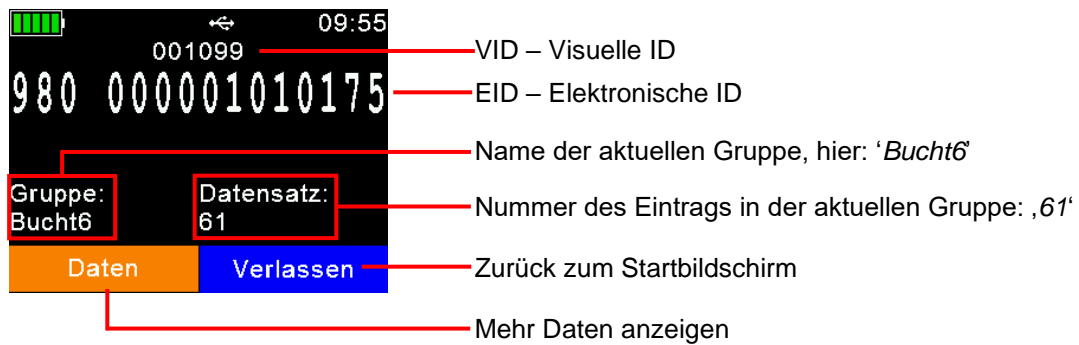 09:55
001099
980 000001010175
Gruppe:
Bucht6
Datensatz:
61
Daten
Verlassen
VID – Visuelle ID
EID – Elektronische ID
Name der aktuellen Gruppe, hier: ‘Bucht6’
Nummer des Eintrags in der aktuellen Gruppe: ‚61‘
Zurück zum Startbildschirm
Mehr Daten anzeigen